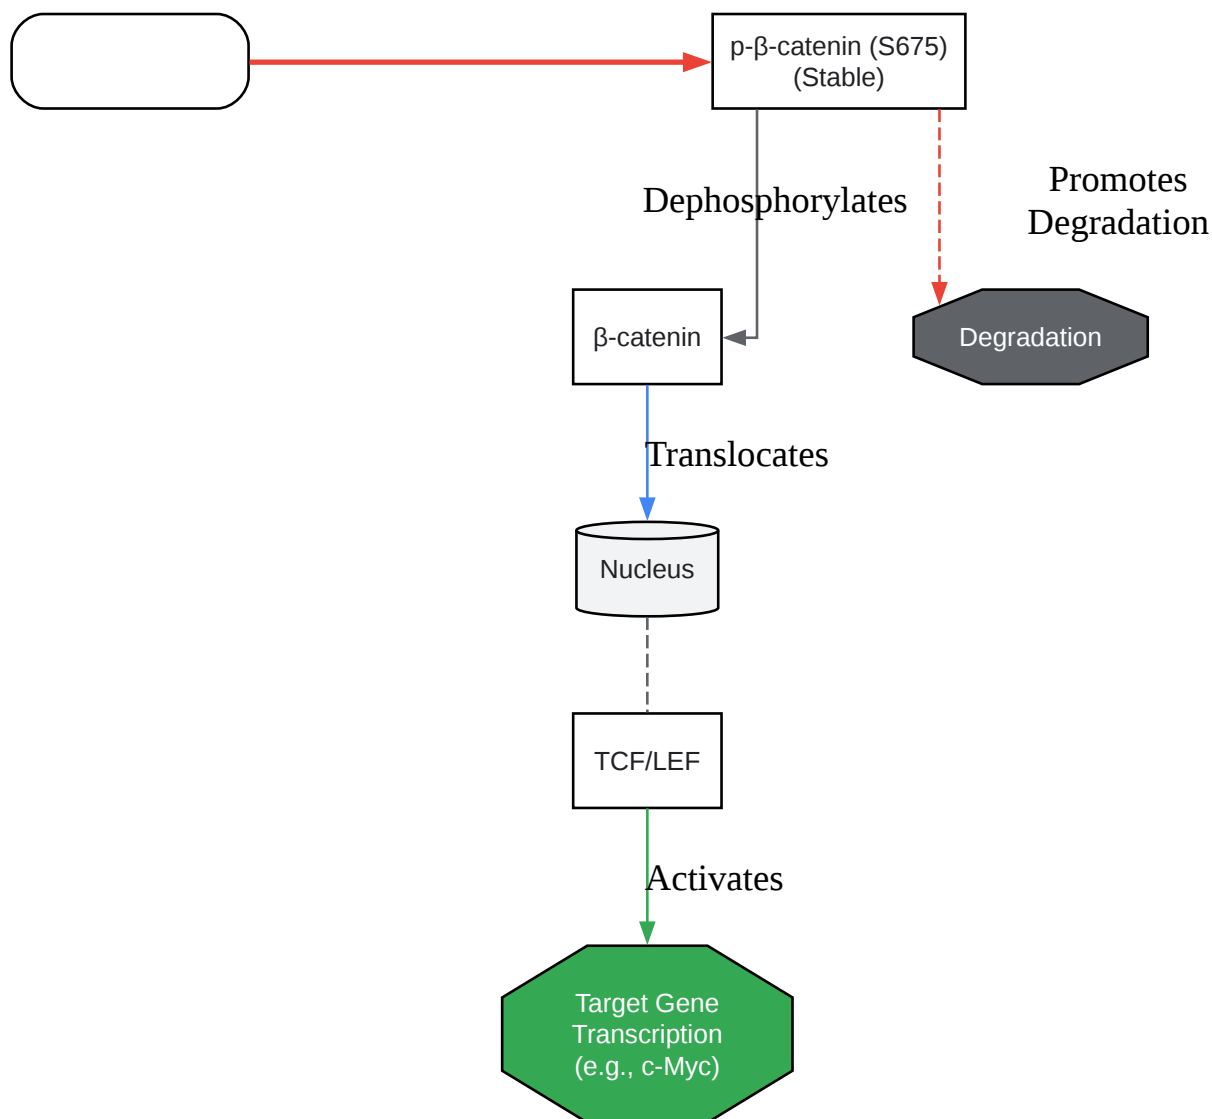 p-β-catenin (S675)
(Stable)
Dephosphorylates
Promotes
Degradation
β-catenin
Degradation
Translocates
Nucleus
TCF/LEF
Activates
Target Gene
Transcription
(e.g., c-Myc)